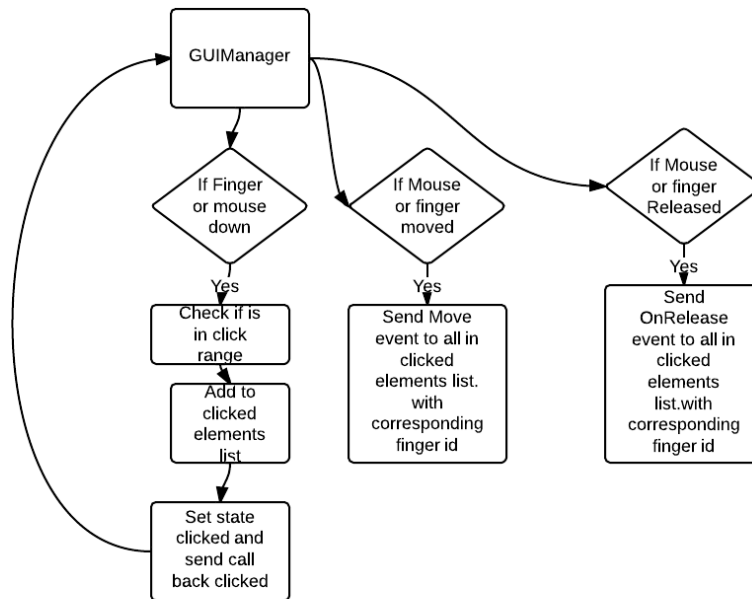 GUIManager
If Finger
or mouse
down
Yes
Check if is
in click
range
Add to
clicked
elements
list
Set state
clicked and
send call
back clicked
If Mouse
or finger
moved
Yes
Send Move
event to all in
clicked
elements list.
with
corresponding
finger id
If Mouse
or finger
Released
Yes
Send
OnRelease
event to all in
clicked
elements
list.with
corresponding
finger id